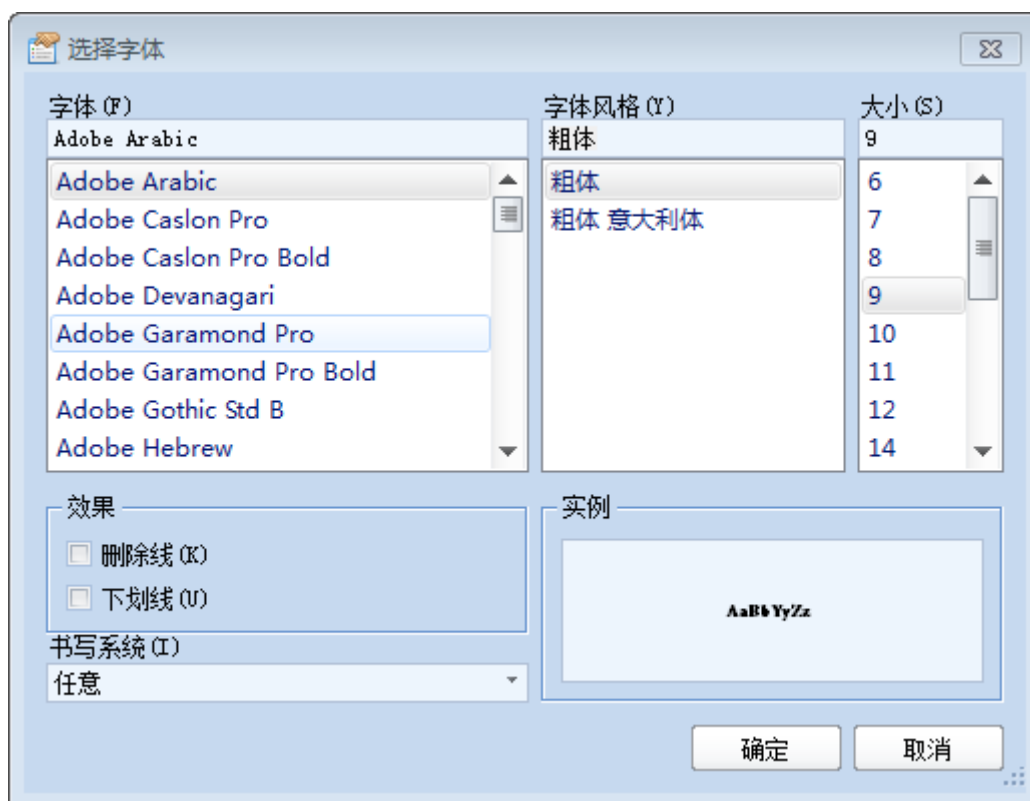 选择字体
字体(F)
Adobe Arabic
Adobe Arabic
Adobe Caslon Pro
Adobe Caslon Pro Bold
Adobe Devanagari
Adobe Garamond Pro
Adobe Garamond Pro Bold
Adobe Gothic Std B
Adobe Hebrew
字体风格(Y)
粗体
粗体
粗体 意大利体
大小(S)
9
6
7
8
9
10
11
12
14
效果
删除线(K)
下划线(U)
书写系统(I)
任意
实例
AaBbYyZz
确定
取消